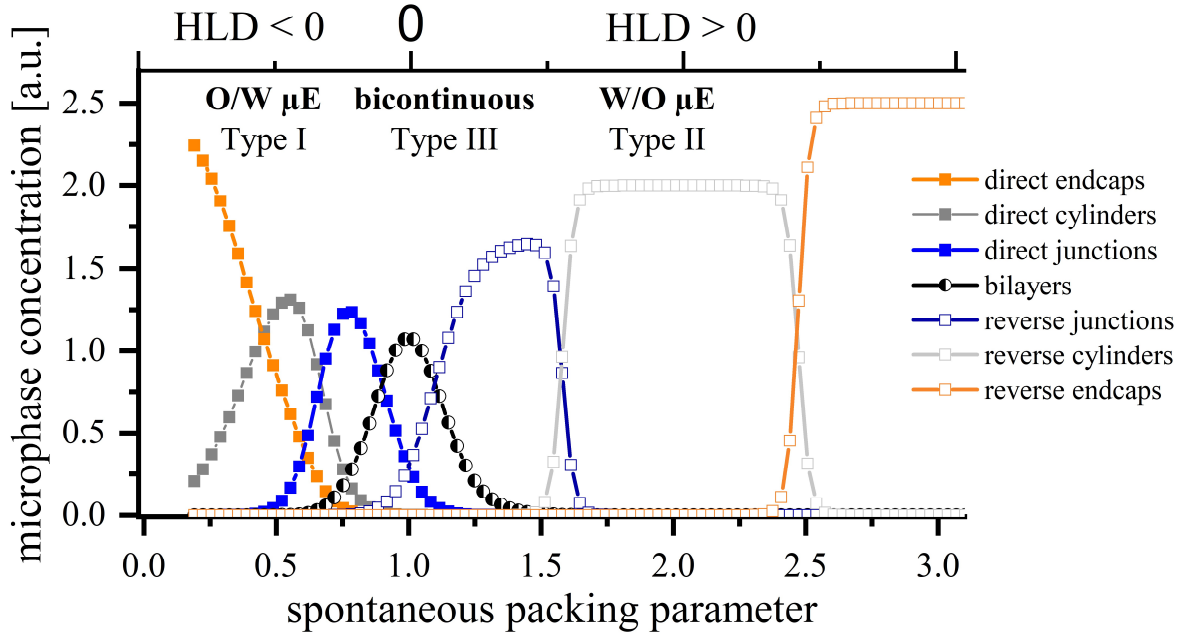 HLD < 0 0 HLD > 0
O/W µE bicontinuous W/O µE
Type I Type III Type II
microphase concentration [a.u.]
2.5
2.0
1.5
1.0
0.5
0.0
0.0 0.5 1.0 1.5 2.0 2.5 3.0
spontaneous packing parameter
direct endcaps
direct cylinders
direct junctions
bilayers
reverse junctions
reverse cylinders
reverse endcaps